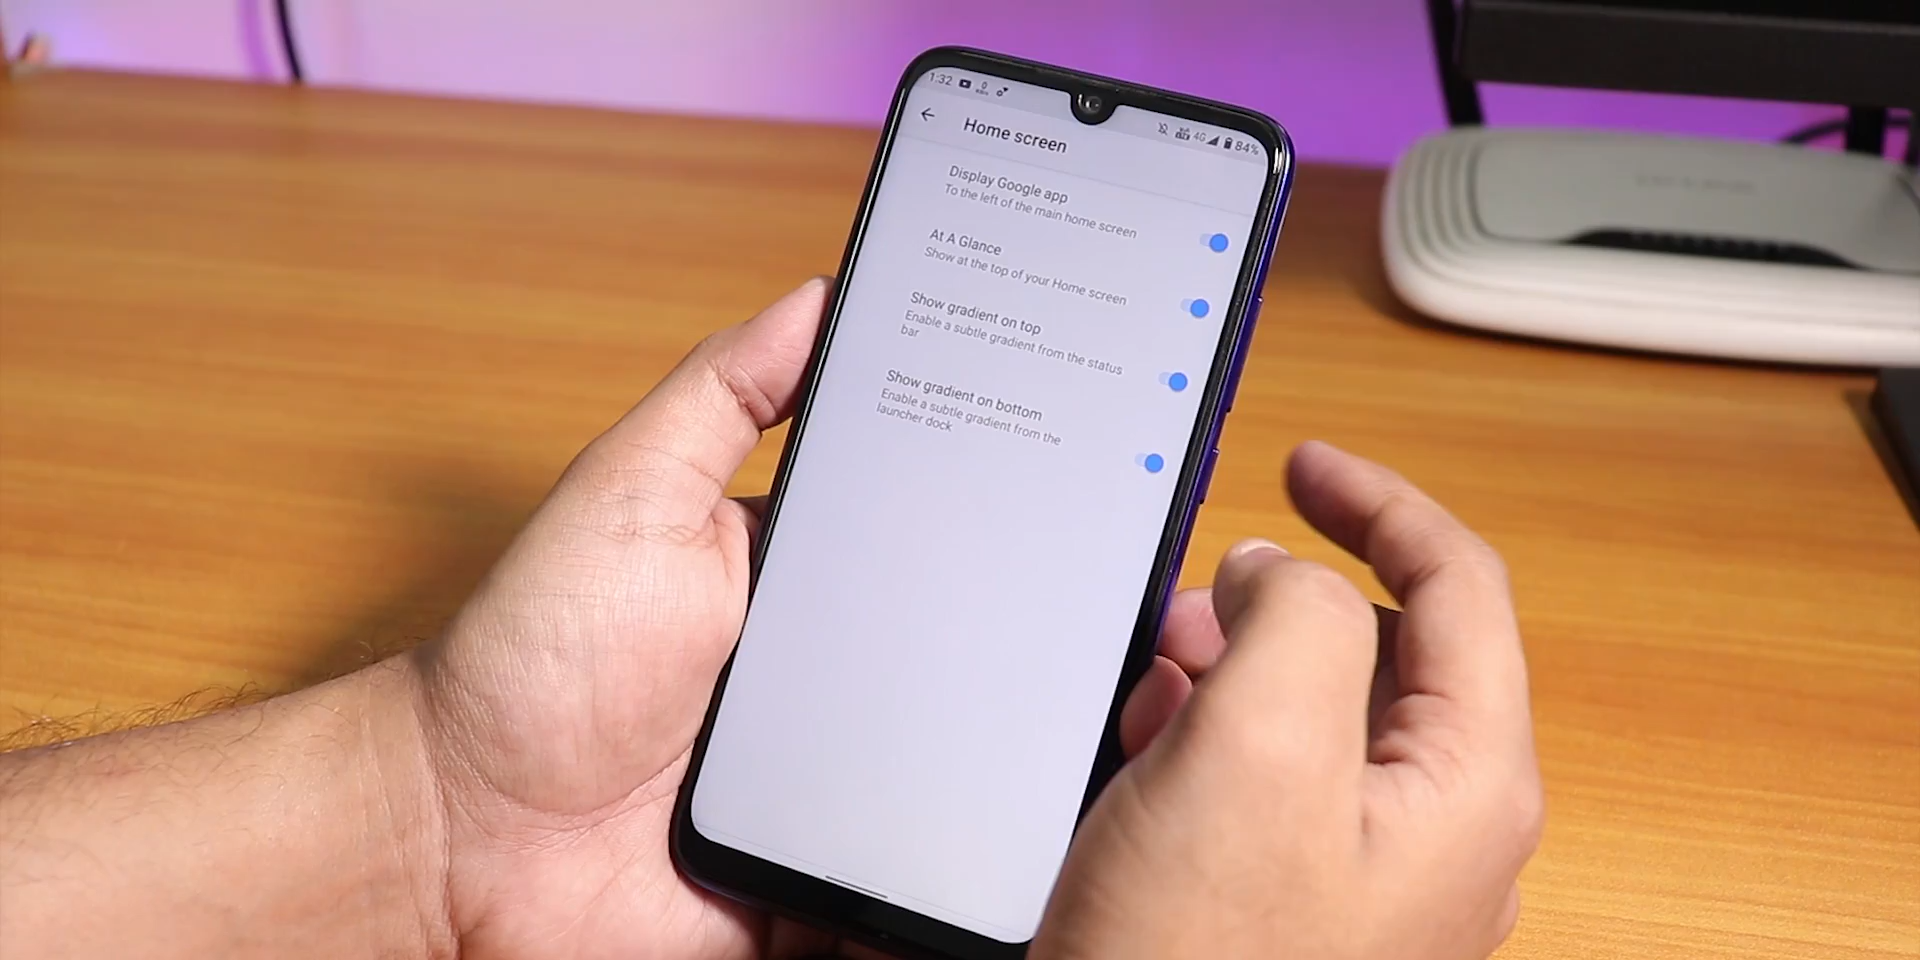 1:32
4G 84%
Home screen
Display Google app
To the left of the main home screen
At A Glance
Show at the top of your Home screen
Show gradient on top
Enable a subtle gradient from the status
bar
Show gradient on bottom
Enable a subtle gradient from the
launcher dock